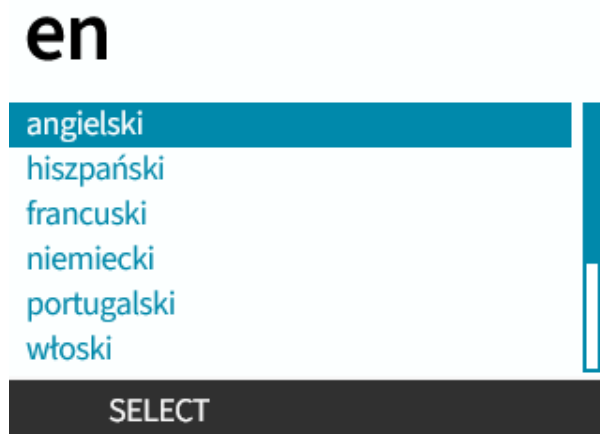 en
angielski
hiszpański
francuski
niemiecki
portugalski
włoski
SELECT